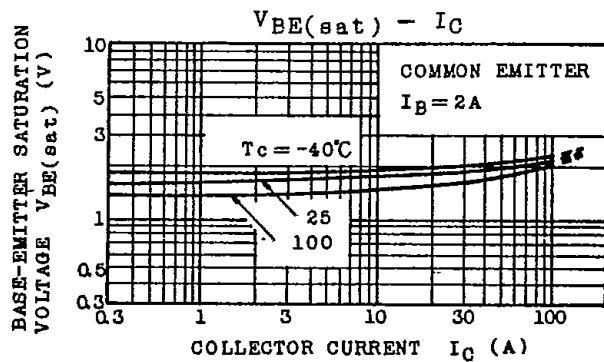 VBE(sat) – IC
BASE-EMITTER SATURATION
VOLTAGE VBE(sat) (V)
10
5
3
1
0.5
0.3
COMMON EMITTER
IB=2A
Tc=-40℃
25
100
0.3
1
3
10
30
100
COLLECTOR CURRENT IC (A)